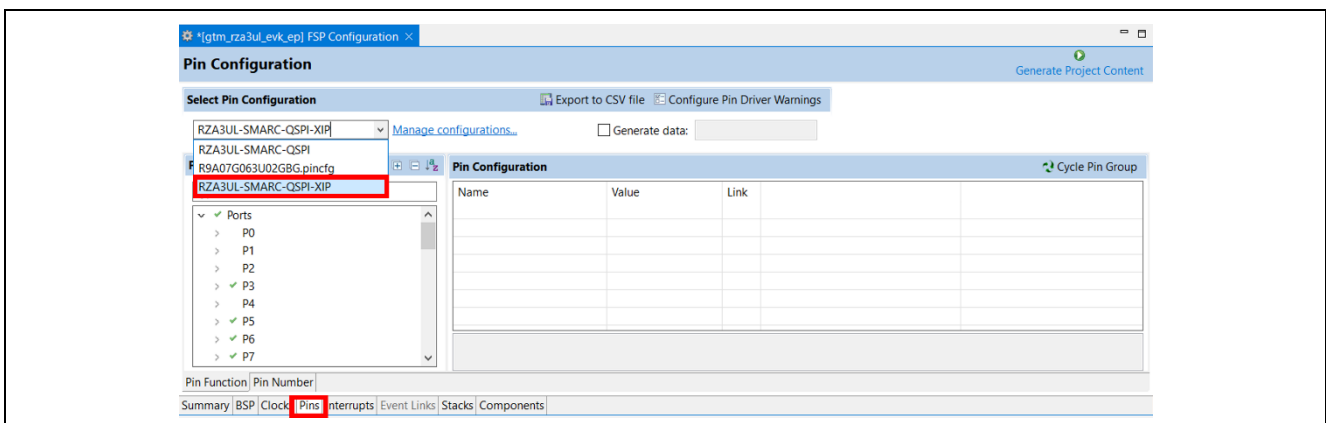 *[gtm_rza3ul_evk_ep] FSP Configuration ×
Pin Configuration
Generate Project Content
Select Pin Configuration Export to CSV file Configure Pin Driver Warnings
RZA3UL-SMARC-QSPI-XIP Manage configurations... Generate data:
RZA3UL-SMARC-QSPI
R9A07G063U02GBG.pincfg
Pin Configuration Cycle Pin Group
RZA3UL-SMARC-QSPI-XIP
Name Value Link
Ports
P0
P1
P2
P3
P4
P5
P6
P7
Pin Function Pin Number
Summary BSP Clock Pins Interrupts Event Links Stacks Components